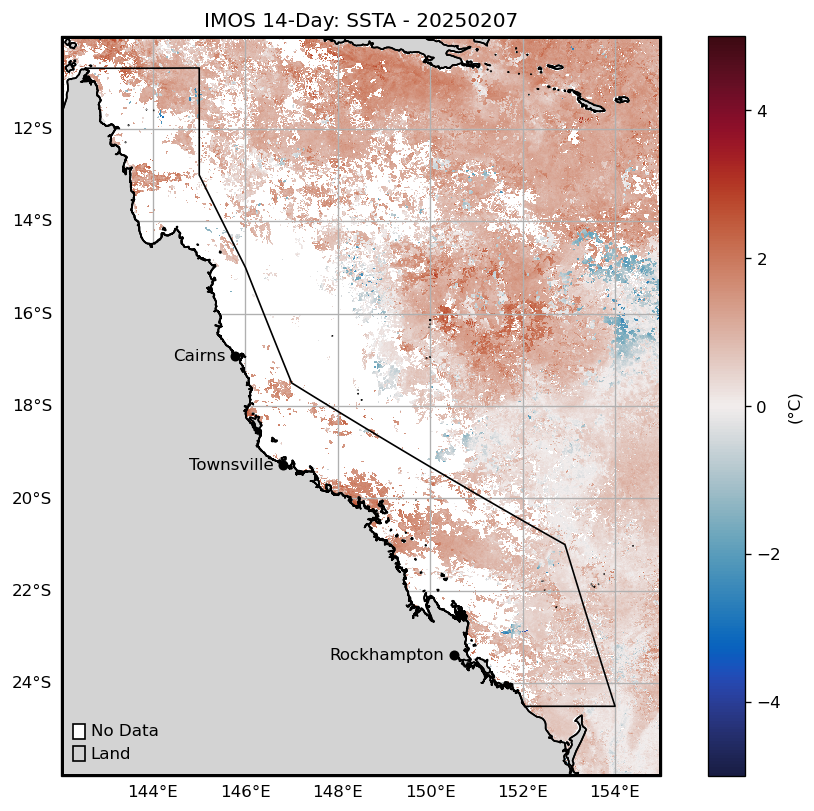 IMOS 14-Day: SSTA - 20250207
12°S
14°S
16°S
18°S
20°S
22°S
24°S
Cairns
Townsville
Rockhampton
No Data
Land
144°E 146°E 148°E 150°E 152°E 154°E
4
2
0
−2
−4
(°C)